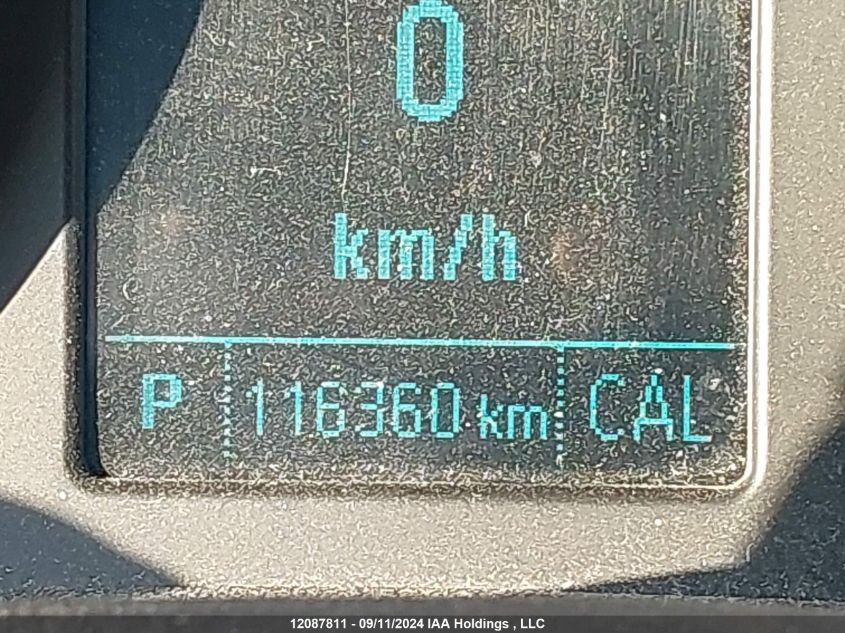 0
km/h
P 116360 km CAL
12087811 - 09/11/2024 IAA Holdings , LLC